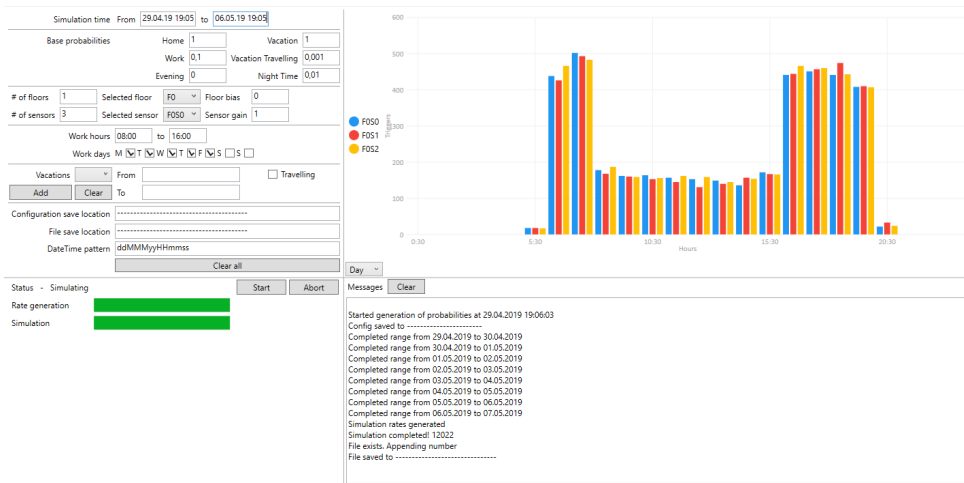 Simulation time From 29.04.19 19:05 to 06.05.19 19:05
Base probabilities Home 1 Vacation 1
Work 0,1 Vacation Travelling 0,001
Evening 0 Night Time 0,01
# of floors 1 Selected floor F0 Floor bias 0
# of sensors 3 Selected sensor F0S0 Sensor gain 1
Work hours 08:00 to 16:00
Work days M T W T F S S
Vacations From Travelling
Add Clear To
Configuration save location ----------------------------------------
File save location ----------------------------------------
DateTime pattern ddMMMyyHHmmss
Clear all
Status - Simulating Start Abort
Rate generation
Simulation
600
500
400
300
200
100
0
Triggers
F0S0
F0S1
F0S2
0:30 5:30 10:30 15:30 20:30
Hours
Day
Messages Clear
Started generation of probabilities at 29.04.2019 19:06:03
Config saved to -----------------------
Completed range from 29.04.2019 to 30.04.2019
Completed range from 30.04.2019 to 01.05.2019
Completed range from 01.05.2019 to 02.05.2019
Completed range from 02.05.2019 to 03.05.2019
Completed range from 03.05.2019 to 04.05.2019
Completed range from 04.05.2019 to 05.05.2019
Completed range from 05.05.2019 to 06.05.2019
Completed range from 06.05.2019 to 07.05.2019
Simulation rates generated
Simulation completed! 12022
File exists. Appending number
File saved to -------------------------------